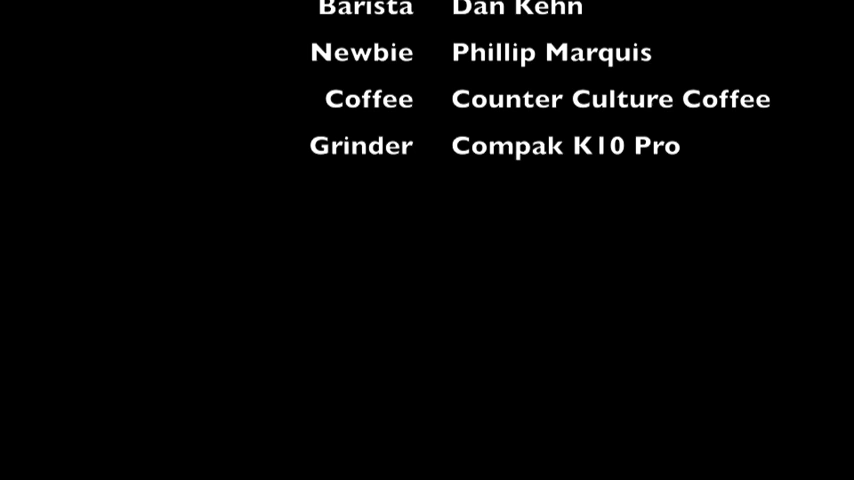 Barista Dan Kehn
Newbie Phillip Marquis
Coffee Counter Culture Coffee
Grinder Compak K10 Pro